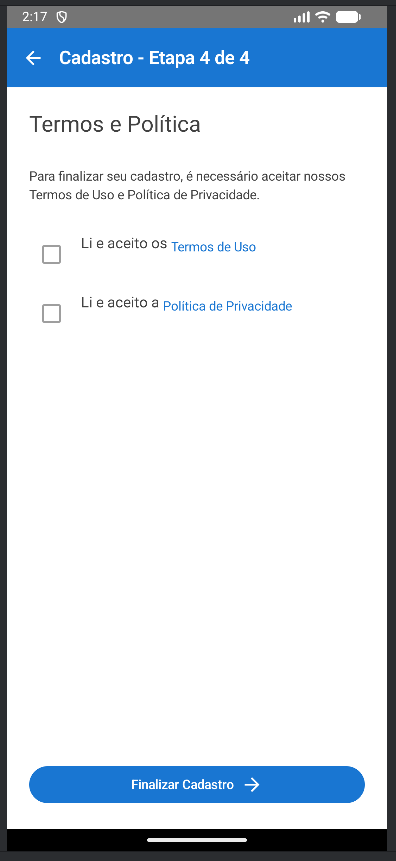 2:17
Cadastro - Etapa 4 de 4
Termos e Política
Para finalizar seu cadastro, é necessário aceitar nossos
Termos de Uso e Política de Privacidade.
Li e aceito os Termos de Uso
Li e aceito a Política de Privacidade
Finalizar Cadastro